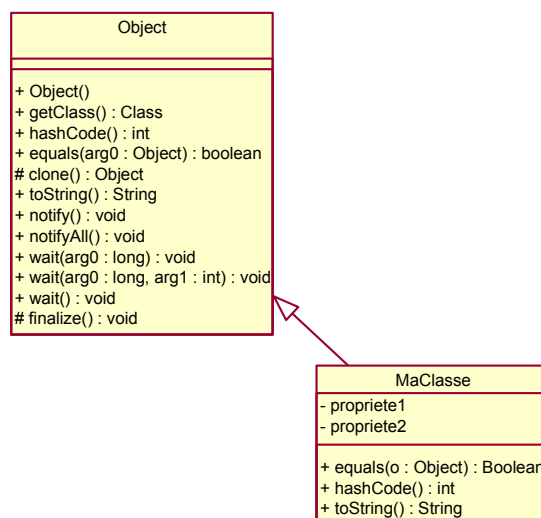 Object
+ Object()
+ getClass() : Class
+ hashCode() : int
+ equals(arg0 : Object) : boolean
# clone() : Object
+ toString() : String
+ notify() : void
+ notifyAll() : void
+ wait(arg0 : long) : void
+ wait(arg0 : long, arg1 : int) : void
+ wait() : void
# finalize() : void
MaClasse
- propriete1
- propriete2
+ equals(o : Object) : Boolean
+ hashCode() : int
+ toString() : String